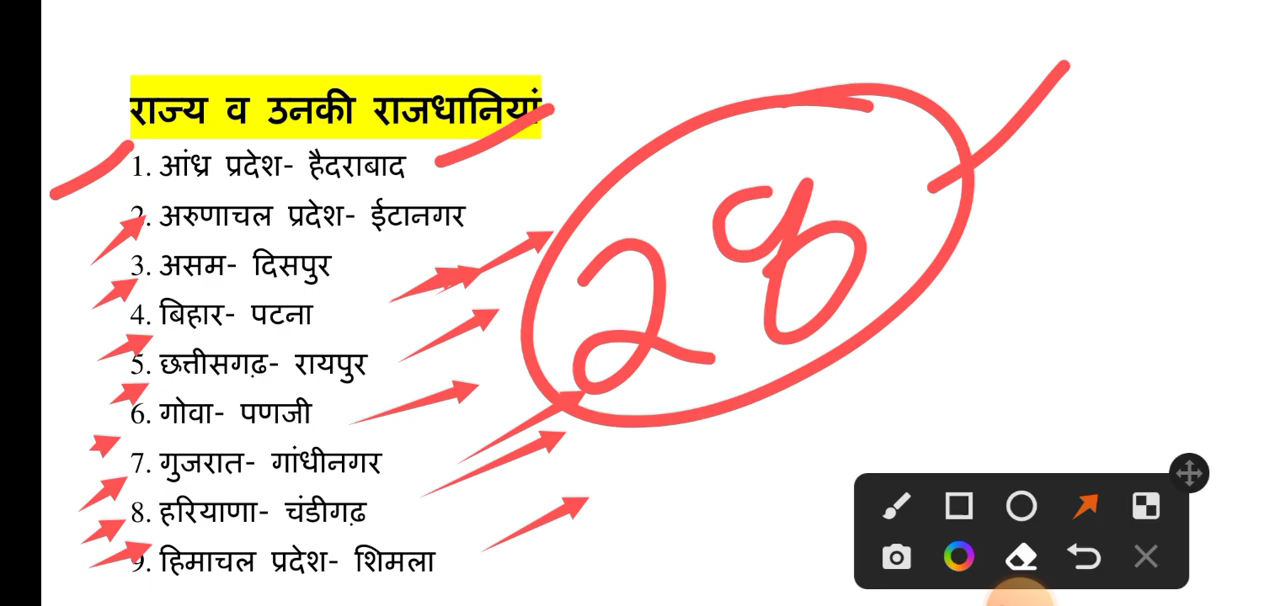 राज्य व उनकी राजधानियां
1. आंध्र प्रदेश- हैदराबाद
2. अरुणाचल प्रदेश- ईटानगर
3. असम- दिसपुर
4. बिहार- पटना
5. छत्तीसगढ़- रायपुर
6. गोवा- पणजी
7. गुजरात- गांधीनगर
8. हरियाणा- चंडीगढ़
9. हिमाचल प्रदेश- शिमला
28